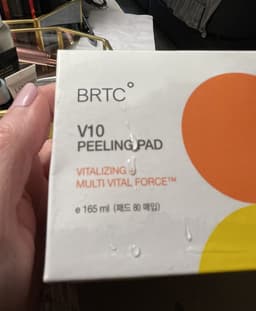 BRTC°
V10
PEELING PAD
VITALIZING
MULTI VITAL FORCE™
e 165 ml (패드 80 매입)